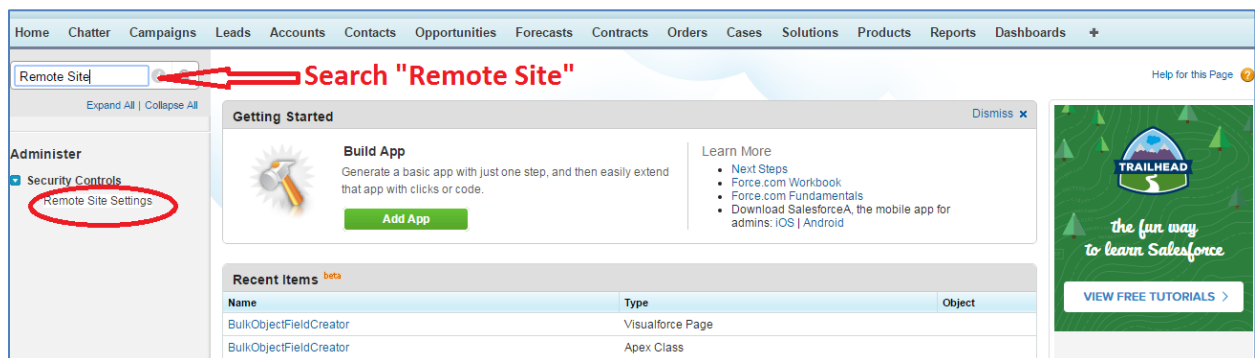 Home Chatter Campaigns Leads Accounts Contacts Opportunities Forecasts Contracts Orders Cases Solutions Products Reports Dashboards +
Remote Site
Search "Remote Site"
Help for this Page ?
Expand All | Collapse All
Administer
Security Controls
Remote Site Settings
Getting Started
Dismiss x
Build App
Generate a basic app with just one step, and then easily extend
that app with clicks or code.
Add App
Learn More
• Next Steps
• Force.com Workbook
• Force.com Fundamentals
• Download SalesforceA, the mobile app for
admins: iOS | Android
Recent Items beta
Name Type Object
BulkObjectFieldCreator Visualforce Page
BulkObjectFieldCreator Apex Class
TRAILHEAD
the fun way
to learn Salesforce
VIEW FREE TUTORIALS >